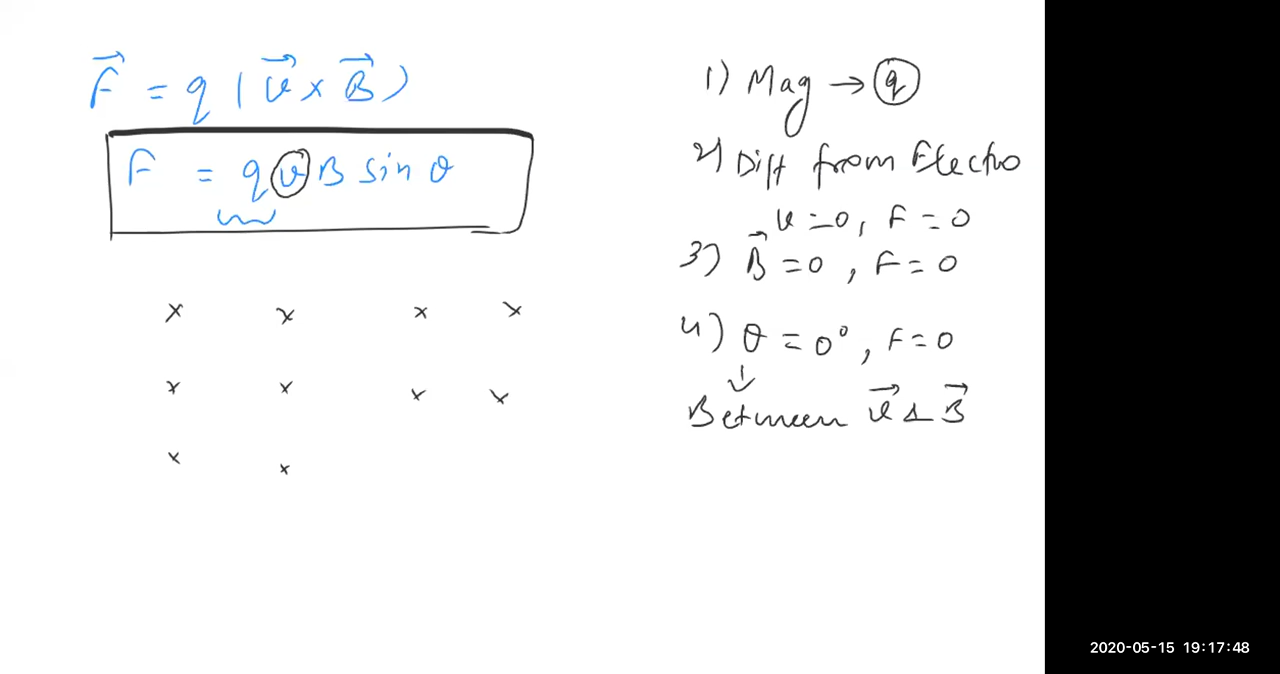 F⃗ = q (v⃗ × B⃗)
F = q v B sin θ
x x x x
x x x x
x x
1) Mag → q
2) Diff from Electro
v = 0, F = 0
3) B⃗ = 0, F = 0
4) θ = 0°, F = 0
↓
Between v⃗ & B⃗
2020-05-15 19:17:48